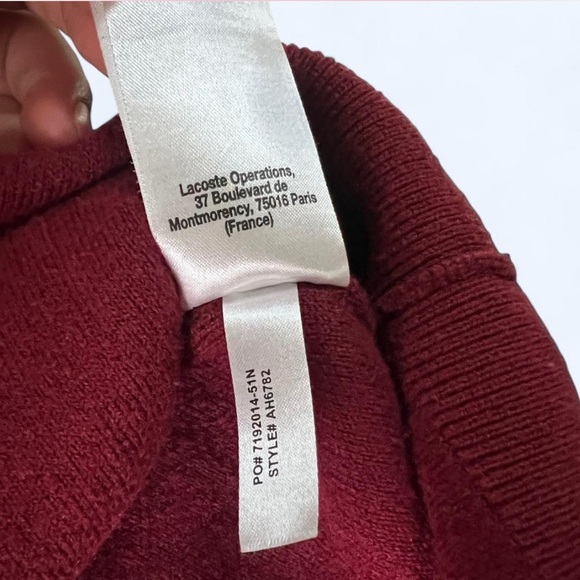 Lacoste Operations,
37 Boulevard de
Montmorency, 75016 Paris
(France)
PO# 7192014-51N
STYLE# AH6782